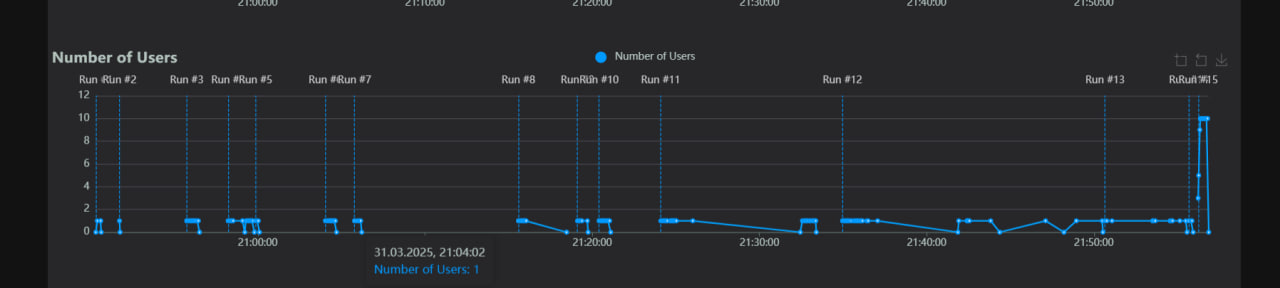 21:00:00 21:10:00 21:20:00 21:30:00 21:40:00 21:50:00
Number of Users
Number of Users
Run #2 Run #3 Run #5 Run #7 Run #8 Run #10 Run #11 Run #12 Run #13
12
10
8
6
4
2
0
21:00:00 21:20:00 21:30:00 21:40:00 21:50:00
31.03.2025, 21:04:02
Number of Users: 1